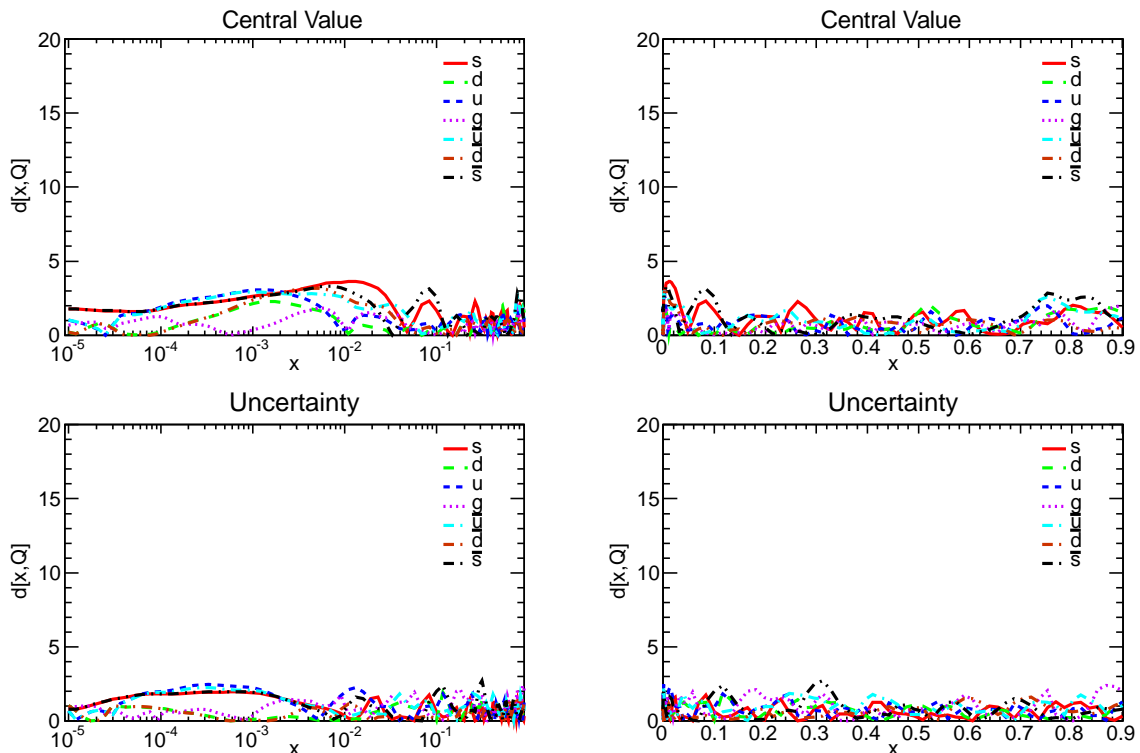 Central Value
20
15
10
5
0
d[x,Q]
s
d
u
g
u̅
d̅
s̅
10⁻⁵ 10⁻⁴ 10⁻³ 10⁻² 10⁻¹
x
Central Value
20
15
10
5
0
d[x,Q]
s
d
u
g
u̅
d̅
s̅
0 0.1 0.2 0.3 0.4 0.5 0.6 0.7 0.8 0.9
x
Uncertainty
20
15
10
5
0
d[x,Q]
s
d
u
g
u̅
d̅
s̅
10⁻⁵ 10⁻⁴ 10⁻³ 10⁻² 10⁻¹
x
Uncertainty
20
15
10
5
0
d[x,Q]
s
d
u
g
u̅
d̅
s̅
0 0.1 0.2 0.3 0.4 0.5 0.6 0.7 0.8 0.9
x